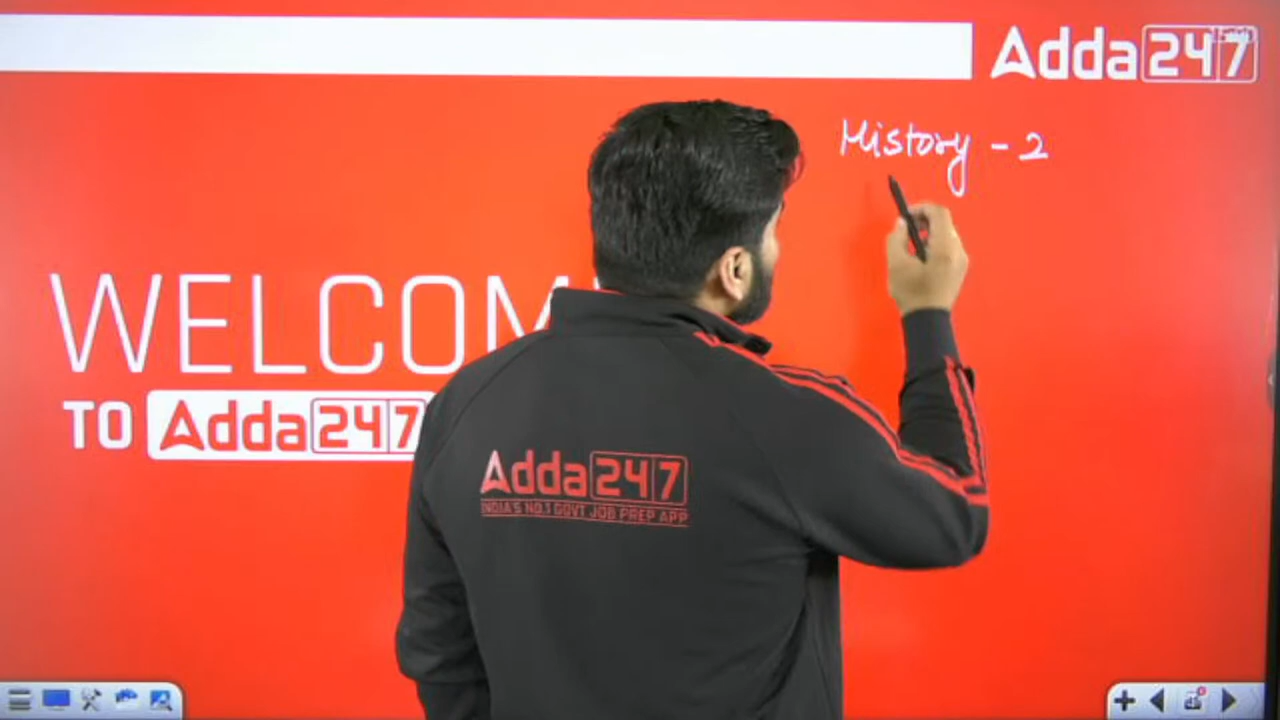 Adda247
History - 2
WELCOM
TO Adda247
Adda247
INDIA'S NO.1 GOVT JOB PREP APP